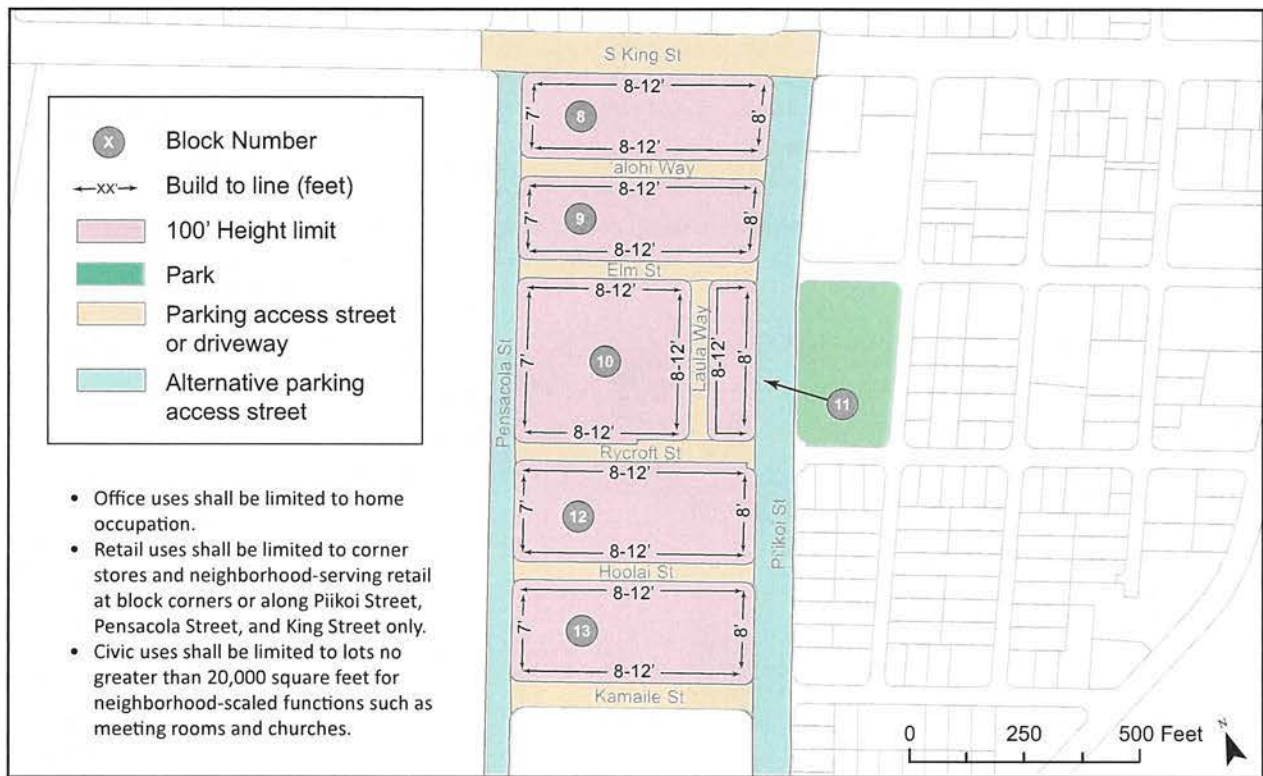 S King St
8-12'
7'
8
8'
8-12'
'alohi Way
8-12'
7'
9
8'
8-12'
Elm St
8-12'
7'
10
8-12'
Laula Way
8-12'
8'
11
8-12'
Rycroft St
8-12'
7'
12
8'
8-12'
Hoolai St
8-12'
7'
13
8'
8-12'
Kamaile St
Pensacola St
Pi'ikoi St
X Block Number
XX' Build to line (feet)
100' Height limit
Park
Parking access street
or driveway
Alternative parking
access street
• Office uses shall be limited to home
occupation.
• Retail uses shall be limited to corner
stores and neighborhood-serving retail
at block corners or along Piikoi Street,
Pensacola Street, and King Street only.
• Civic uses shall be limited to lots no
greater than 20,000 square feet for
neighborhood-scaled functions such as
meeting rooms and churches.
0 250 500 Feet
N